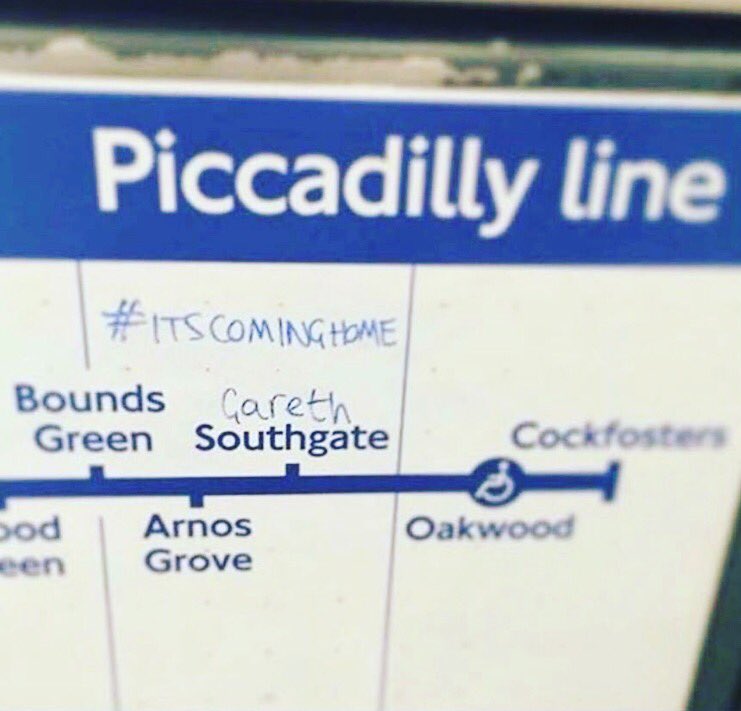 Piccadilly line
#ITSCOMINGHOME
Bounds
Green
Gareth
Southgate
Cockfosters
Arnos
Grove
Oakwood